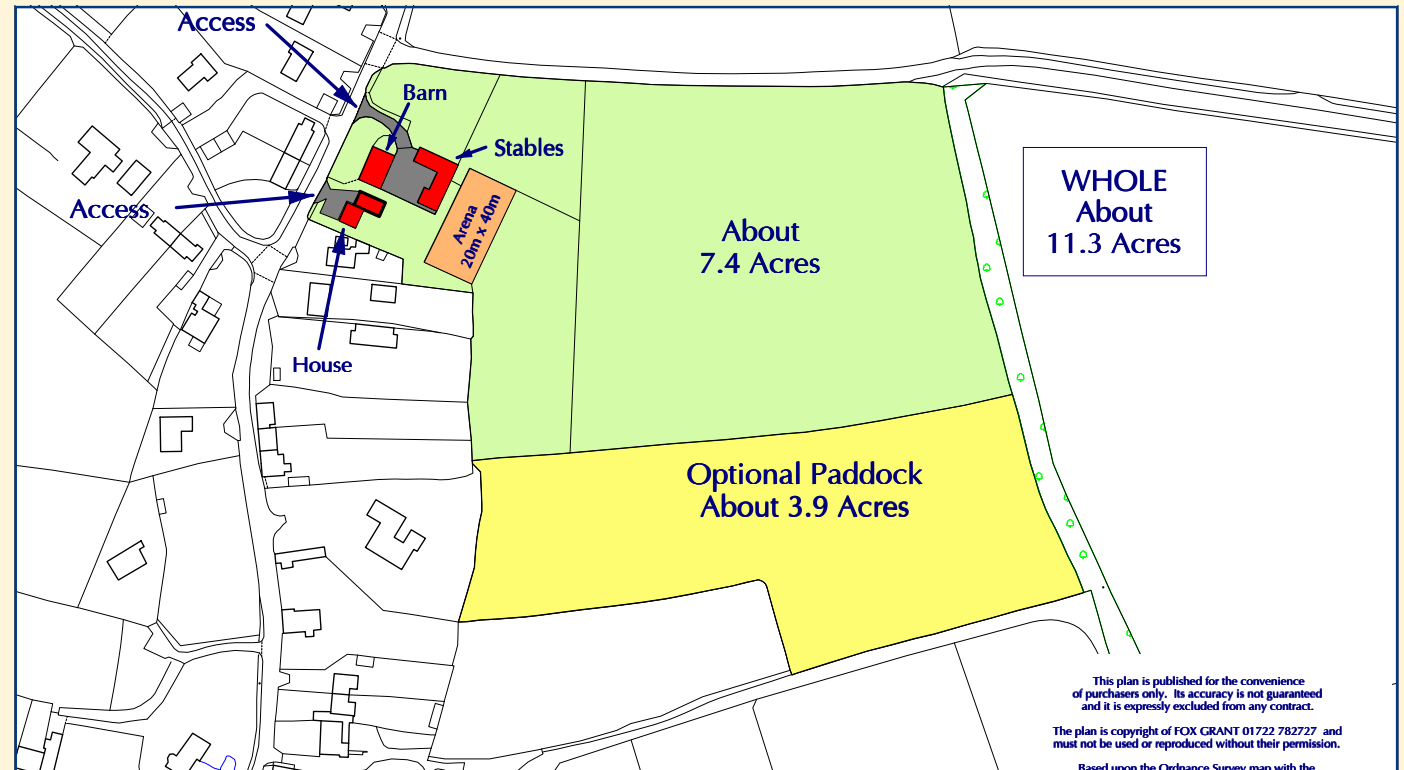 Access
Barn
Stables
Access
Arena
20m x 40m
House
About
7.4 Acres
WHOLE
About
11.3 Acres
Optional Paddock
About 3.9 Acres
This plan is published for the convenience
of purchasers only. Its accuracy is not guaranteed
and it is expressly excluded from any contract.
The plan is copyright of FOX GRANT 01722 782727 and
must not be used or reproduced without their permission.
Based upon the Ordnance Survey map with the